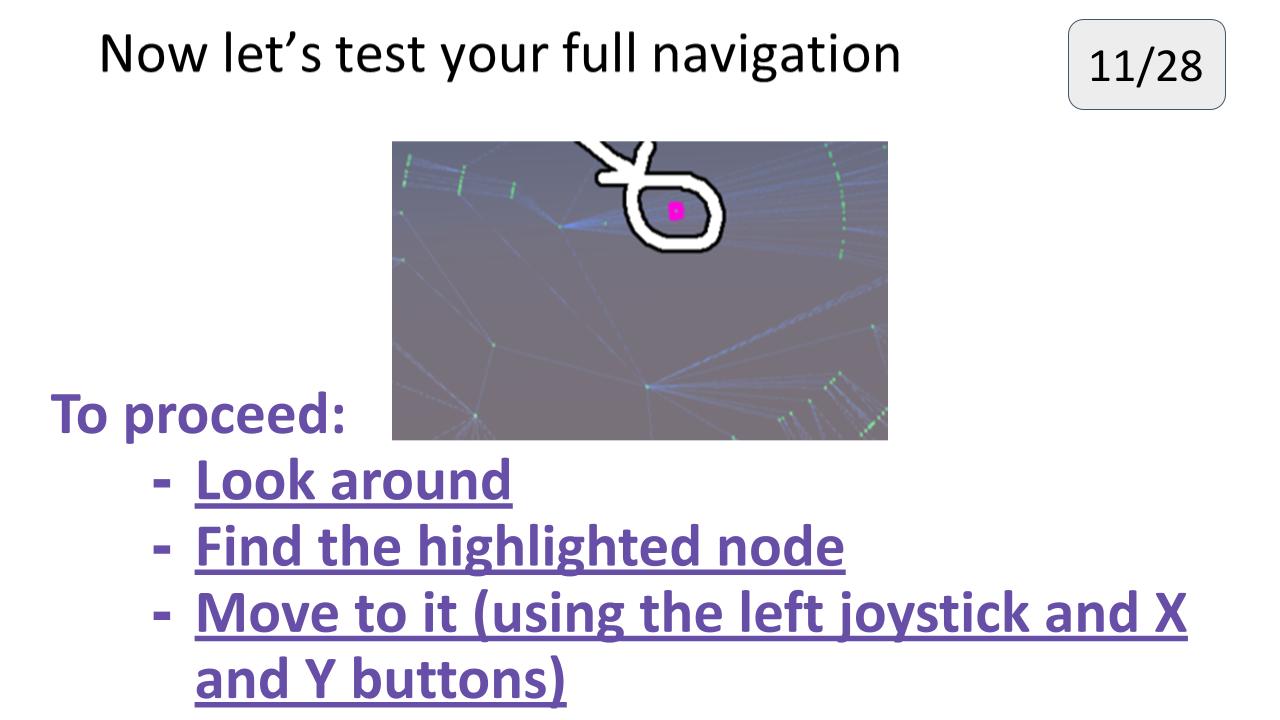 Now let’s test your full navigation
11/28
To proceed:
- Look around
- Find the highlighted node
- Move to it (using the left joystick and X
and Y buttons)